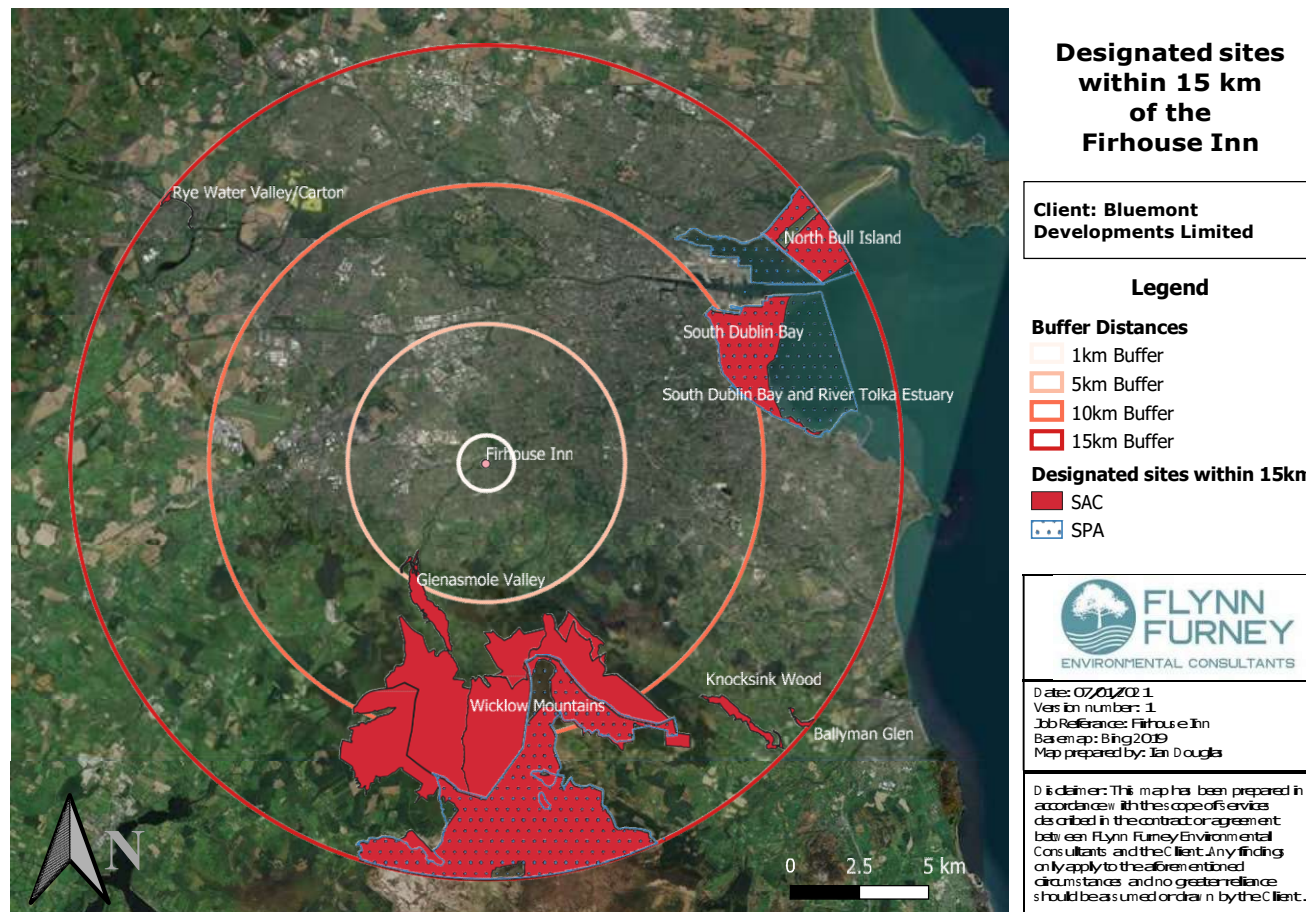 Rye Water Valley/Carton
North Bull Island
South Dublin Bay
South Dublin Bay and River Tolka Estuary
Firhouse Inn
Glenasmole Valley
Knocksink Wood
Wicklow Mountains
Ballyman Glen
N
0 2.5 5 km
Designated sites
within 15 km
of the
Firhouse Inn
Client: Bluemont
Developments Limited
Legend
Buffer Distances
1km Buffer
5km Buffer
10km Buffer
15km Buffer
Designated sites within 15km
SAC
SPA
FLYNN
FURNEY
ENVIRONMENTAL CONSULTANTS
Date: 07/01/2021
Version number: 1
Job Referance: Firhouse Inn
Basemap: Bing 2019
Map prepared by: Ian Douglas
Disclaimer: This map has been prepared in
accordance with the scope of services
described in the contract or agreement
between Flynn Furney Environmental
Consultants and the Client. Any findings
only apply to the aforementioned
circumstances and no greater reliance
should be assumed or drawn by the Client.